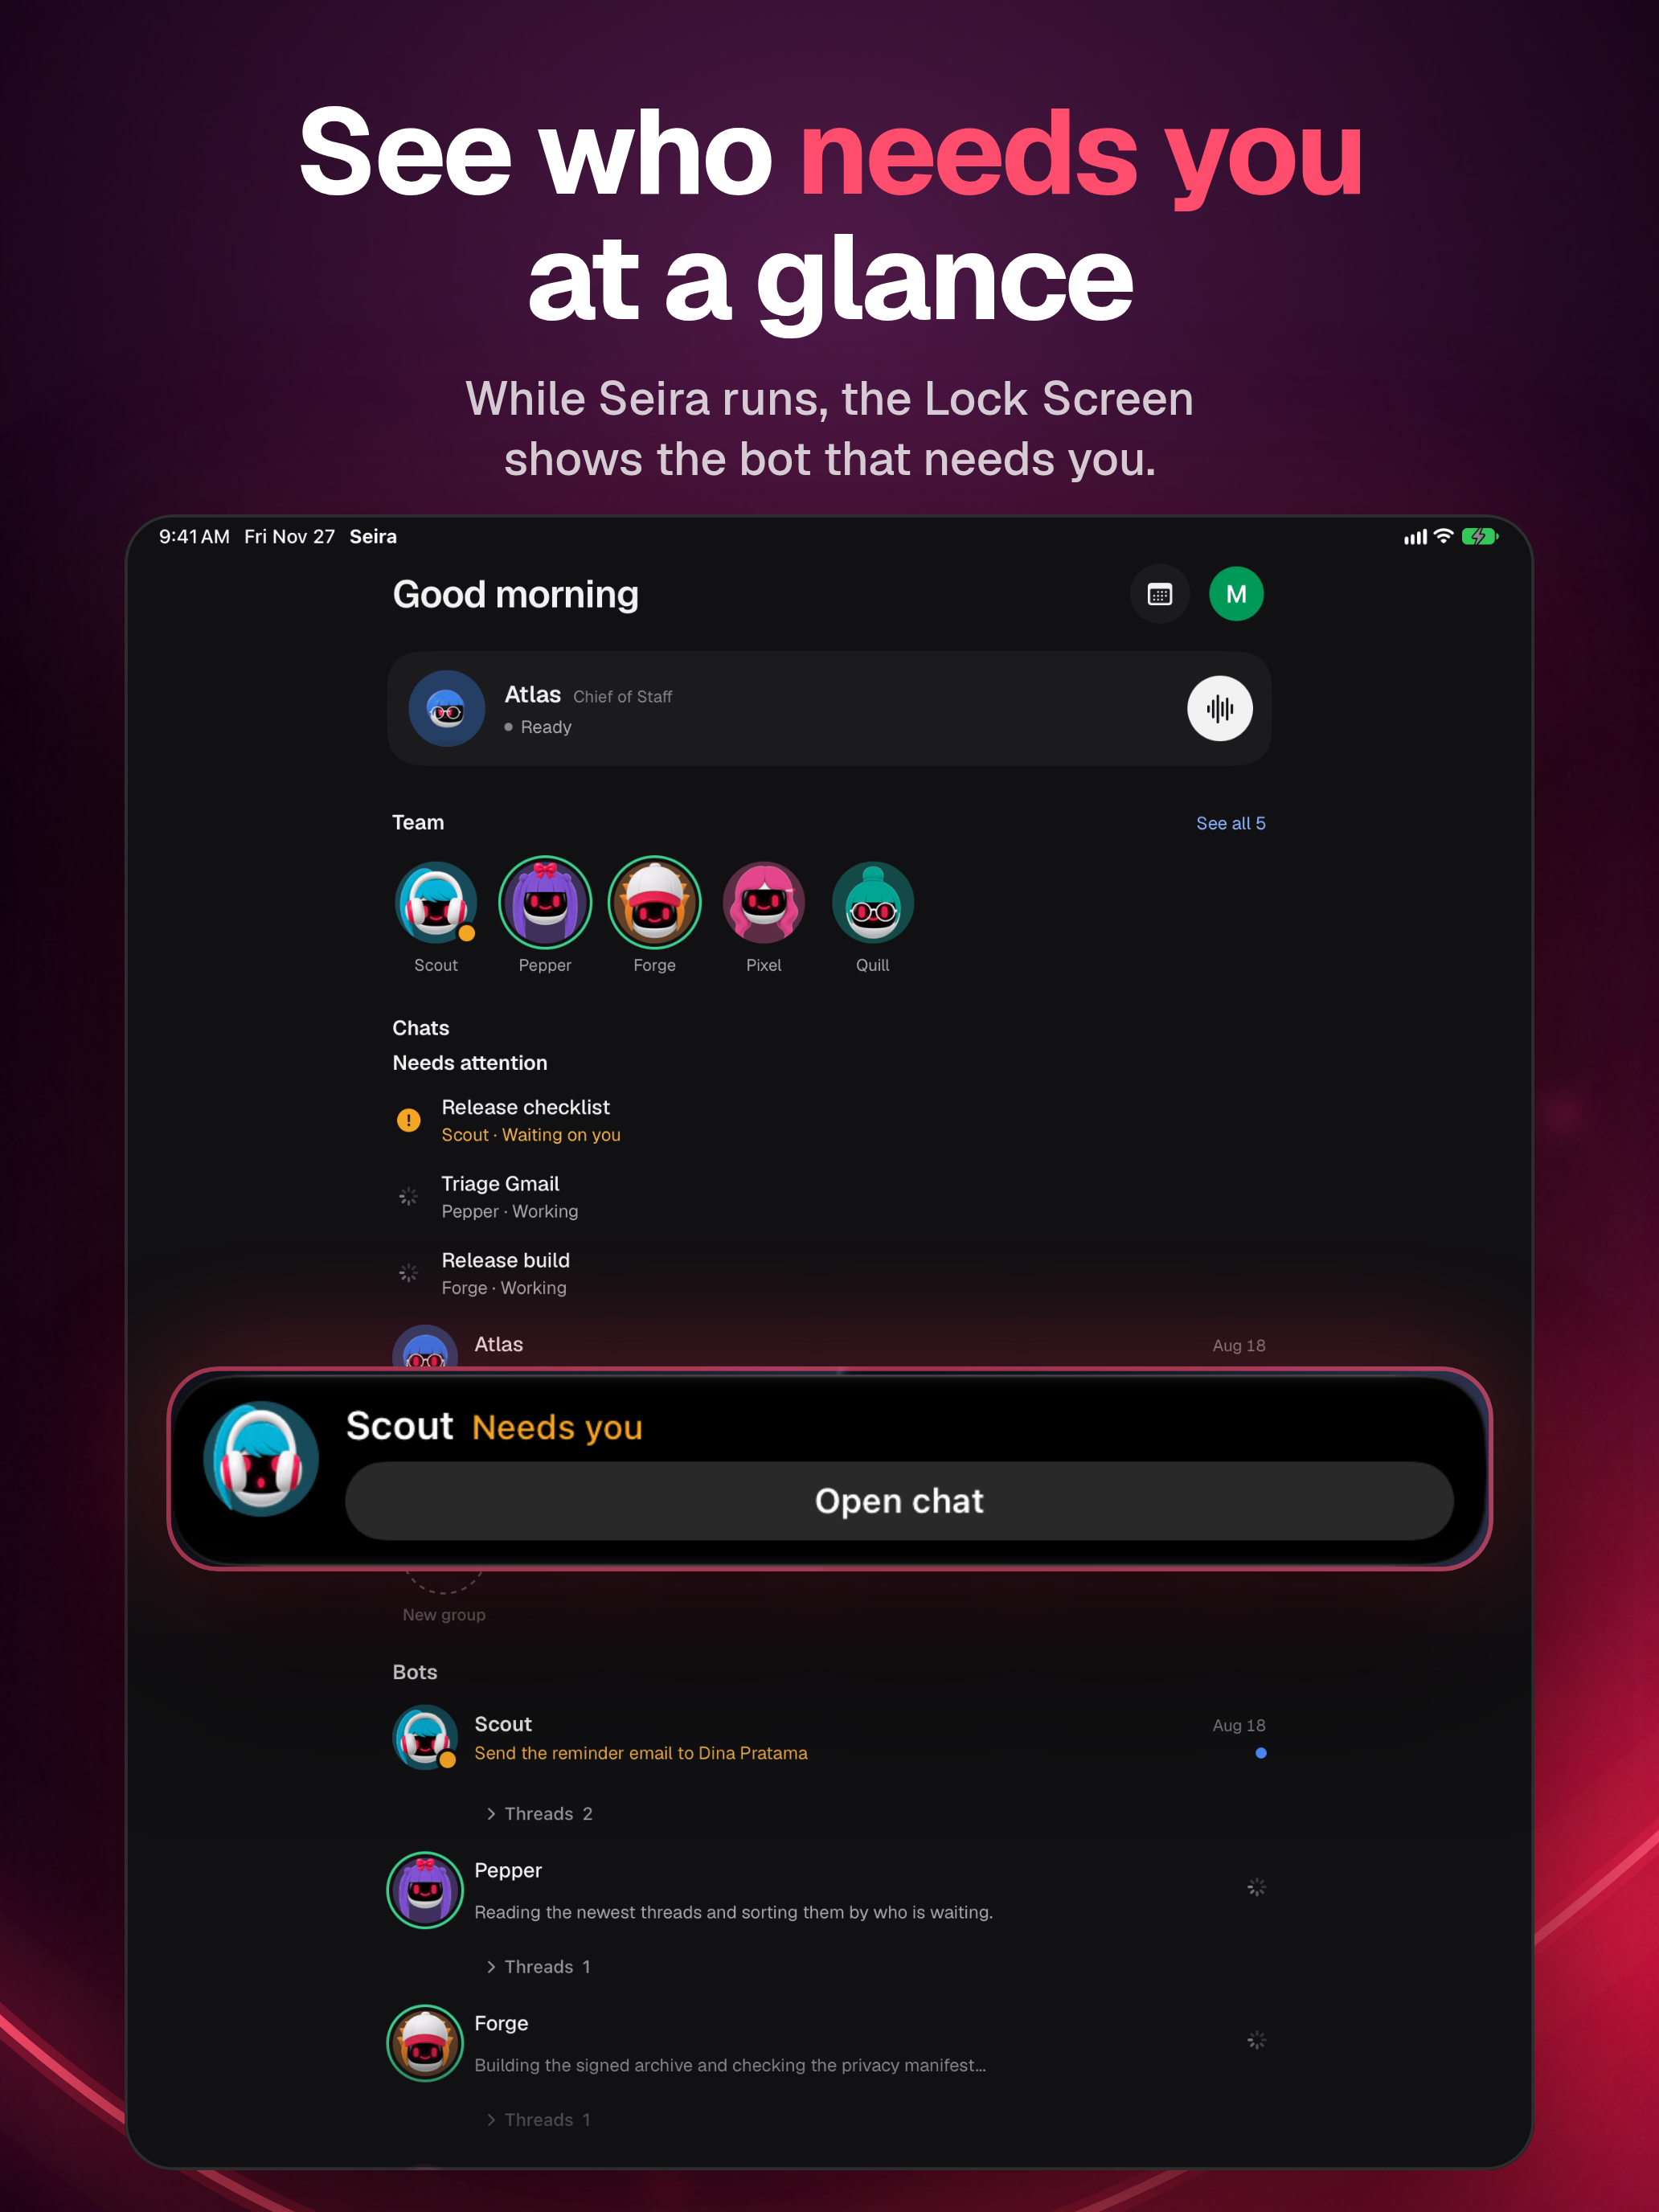 See who needs you
at a glance
While Seira runs, the Lock Screen
shows the bot that needs you.
9:41 AM Fri Nov 27 Seira
Good morning
M
Atlas Chief of Staff
Ready
Team
See all 5
Scout
Pepper
Forge
Pixel
Quill
Chats
Needs attention
Release checklist
Scout · Waiting on you
Triage Gmail
Pepper · Working
Release build
Forge · Working
Atlas
Aug 18
Scout Needs you
Open chat
New group
Bots
Scout
Aug 18
Send the reminder email to Dina Pratama
Threads 2
Pepper
Reading the newest threads and sorting them by who is waiting.
Threads 1
Forge
Building the signed archive and checking the privacy manifest...
Threads 1